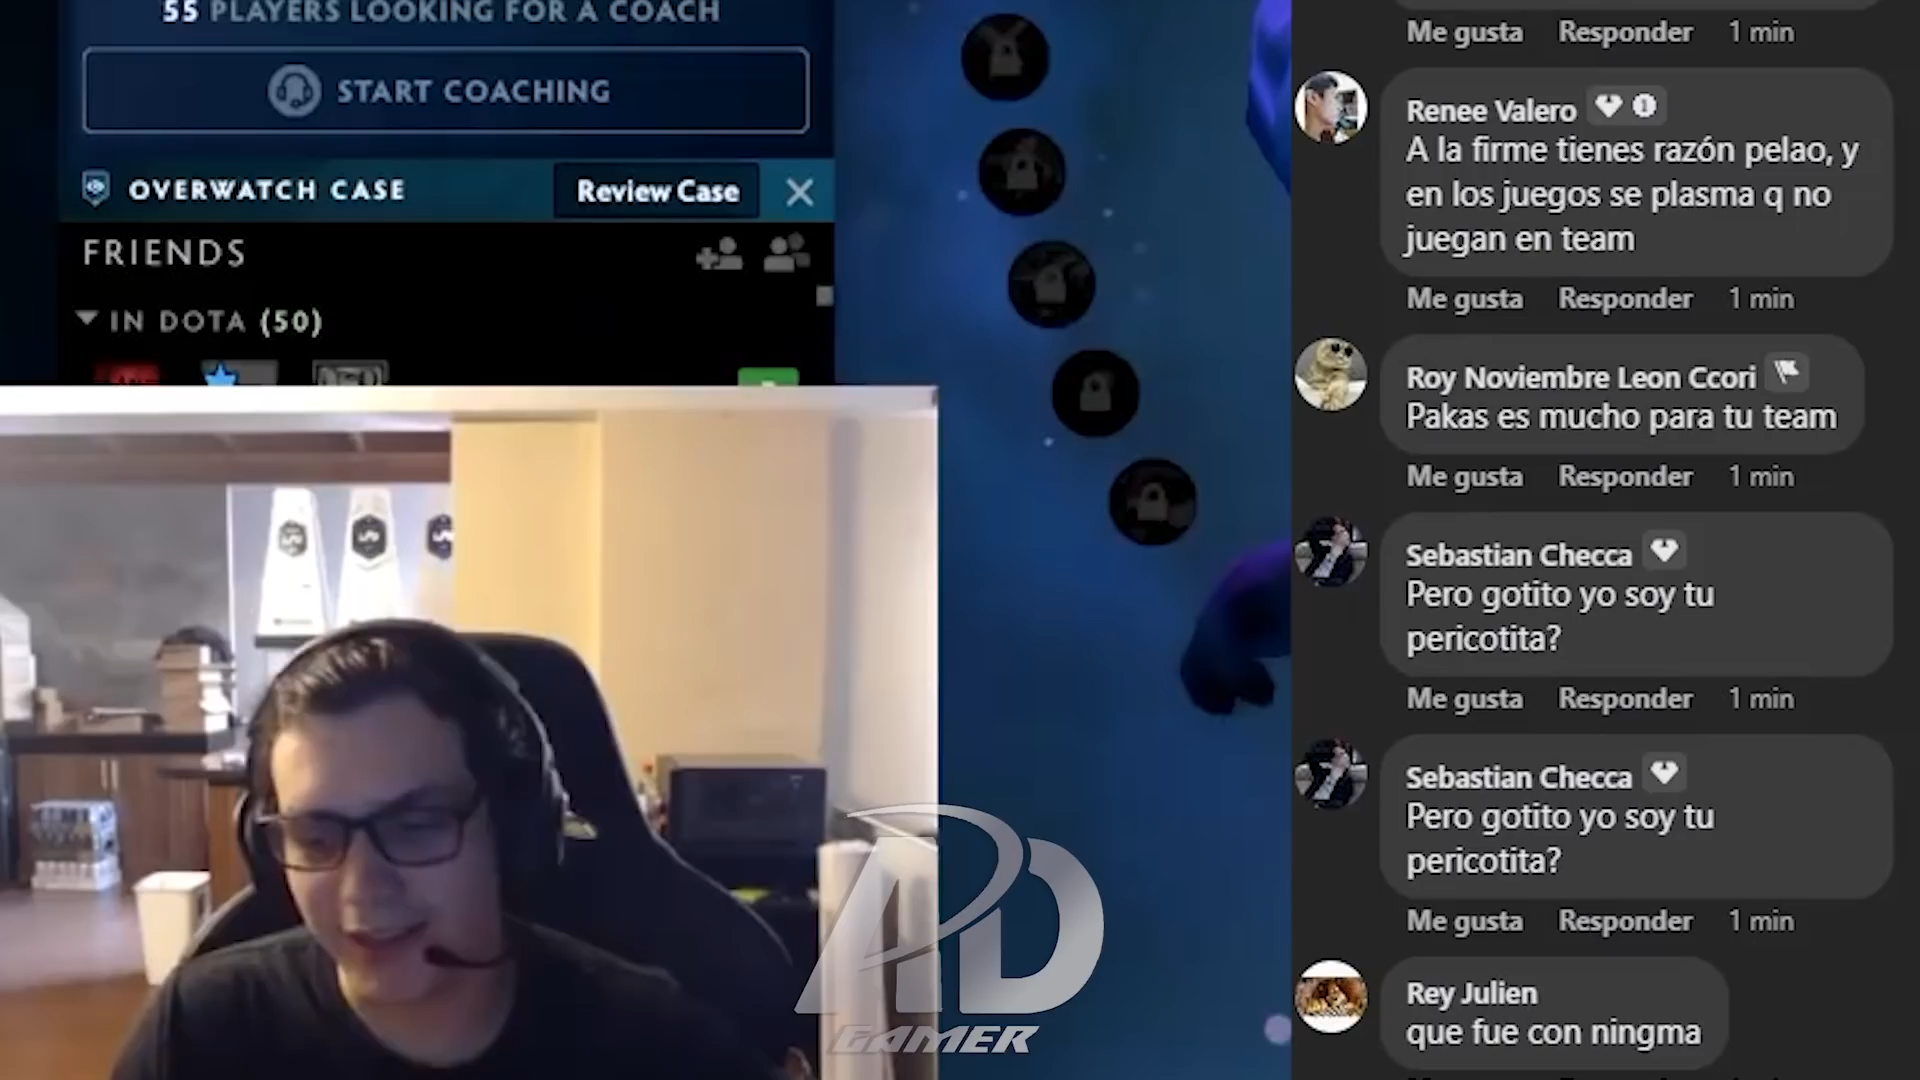 55 PLAYERS LOOKING FOR A COACH
START COACHING
OVERWATCH CASE
Review Case
FRIENDS
IN DOTA (50)
AD
GAMER
Me gusta Responder 1 min
Renee Valero
A la firme tienes razón pelao, y
en los juegos se plasma q no
juegan en team
Me gusta Responder 1 min
Roy Noviembre Leon Ccori
Pakas es mucho para tu team
Me gusta Responder 1 min
Sebastian Checca
Pero gotito yo soy tu
pericotita?
Me gusta Responder 1 min
Sebastian Checca
Pero gotito yo soy tu
pericotita?
Me gusta Responder 1 min
Rey Julien
que fue con ningma